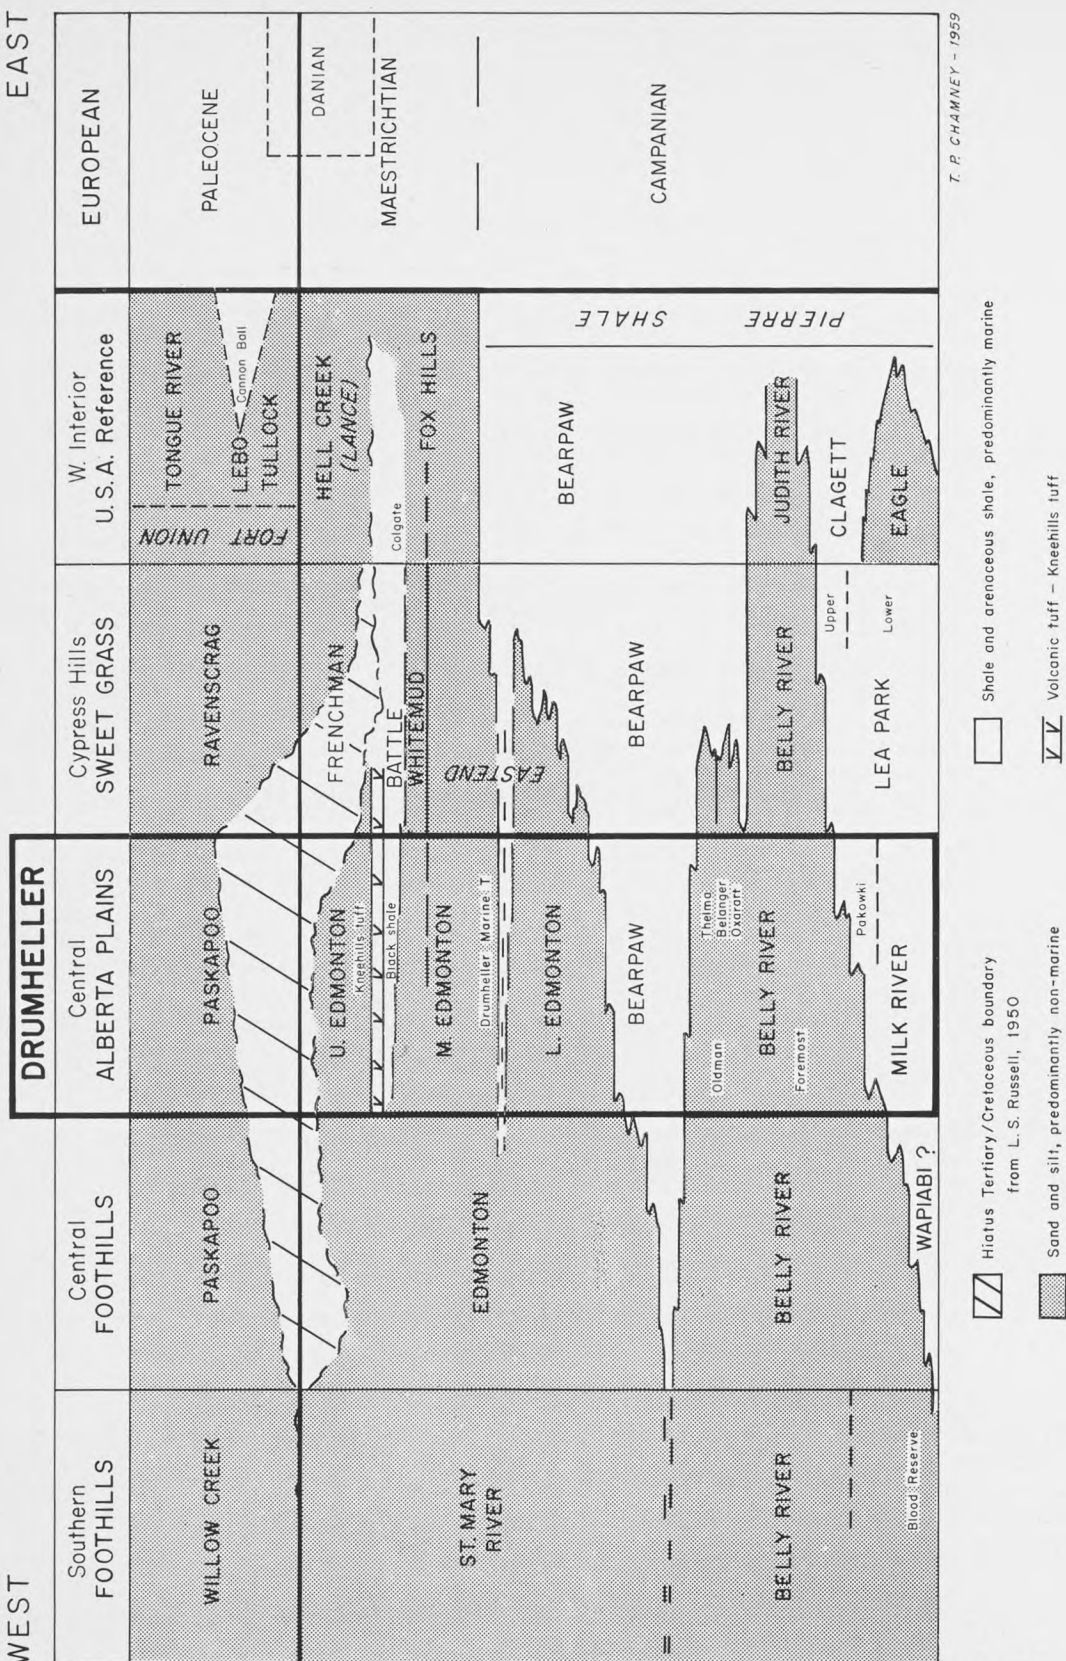 WEST
EAST
DRUMHELLER
Southern
FOOTHILLS
Central
FOOTHILLS
Central
ALBERTA PLAINS
Cypress Hills
SWEET GRASS
W. Interior
U.S.A. Reference
EUROPEAN
WILLOW CREEK
ST. MARY
RIVER
BELLY RIVER
Blood Reserve
PASKAPOO
EDMONTON
BELLY RIVER
WAPIABI ?
PASKAPOO
U. EDMONTON
Kneehills tuff
Black shale
M. EDMONTON
Drumheller Marine T
L. EDMONTON
BEARPAW
Oldman
Thelma
Belanger
Oxarart
BELLY RIVER
Foremost
Pakowki
MILK RIVER
RAVENSCRAG
FRENCHMAN
BATTLE
WHITEMUD
EASTEND
BEARPAW
BELLY RIVER
Upper
Lower
LEA PARK
FORT UNION
TONGUE RIVER
LEBO
Cannon Ball
TULLOCK
HELL CREEK
(LANCE)
Colgate
FOX HILLS
BEARPAW
PIERRE SHALE
JUDITH RIVER
CLAGETT
EAGLE
PALEOCENE
DANIAN
MAESTRICHTIAN
CAMPANIAN
T. P. CHAMNEY - 1959
Hiatus Tertiary/Cretaceous boundary
from L. S. Russell, 1950
Shale and arenaceous shale, predominantly marine
Sand and silt, predominantly non-marine
Volcanic tuff - Kneehills tuff